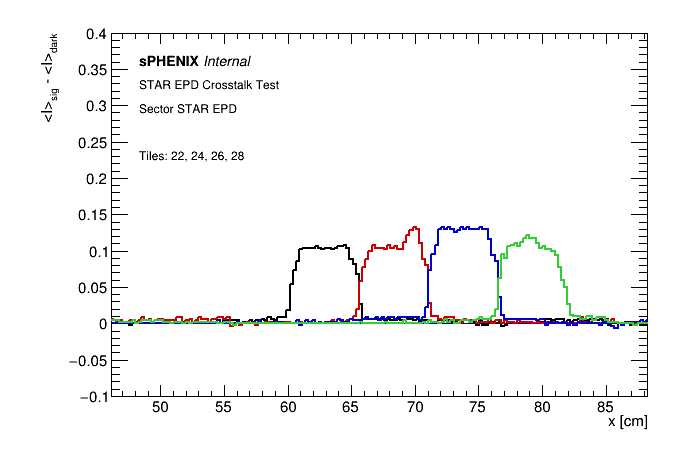 <I>sig - <I>dark
0.4
0.35
0.3
0.25
0.2
0.15
0.1
0.05
0
−0.05
−0.1
sPHENIX Internal
STAR EPD Crosstalk Test
Sector STAR EPD
Tiles: 22, 24, 26, 28
50 55 60 65 70 75 80 85
x [cm]